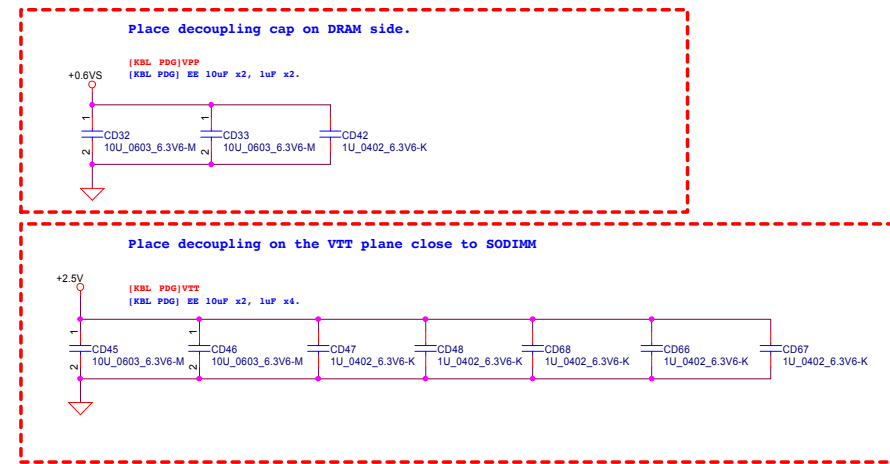 Place decoupling cap on DRAM side.
[KBL PDG]VPP
[KBL PDG] EE 10uF x2, 1uF x2.
+0.6VS
1
1
CD32
CD33
CD42
2
10U_0603_6.3V6-M
2
10U_0603_6.3V6-M
1U_0402_6.3V6-K
Place decoupling on the VTT plane close to SODIMM
+2.5V
[KBL PDG]VTT
[KBL PDG] EE 10uF x2, 1uF x4.
1
1
CD45
CD46
CD47
CD48
CD68
CD66
CD67
2
10U_0603_6.3V6-M
2
10U_0603_6.3V6-M
1U_0402_6.3V6-K
1U_0402_6.3V6-K
1U_0402_6.3V6-K
1U_0402_6.3V6-K
1U_0402_6.3V6-K